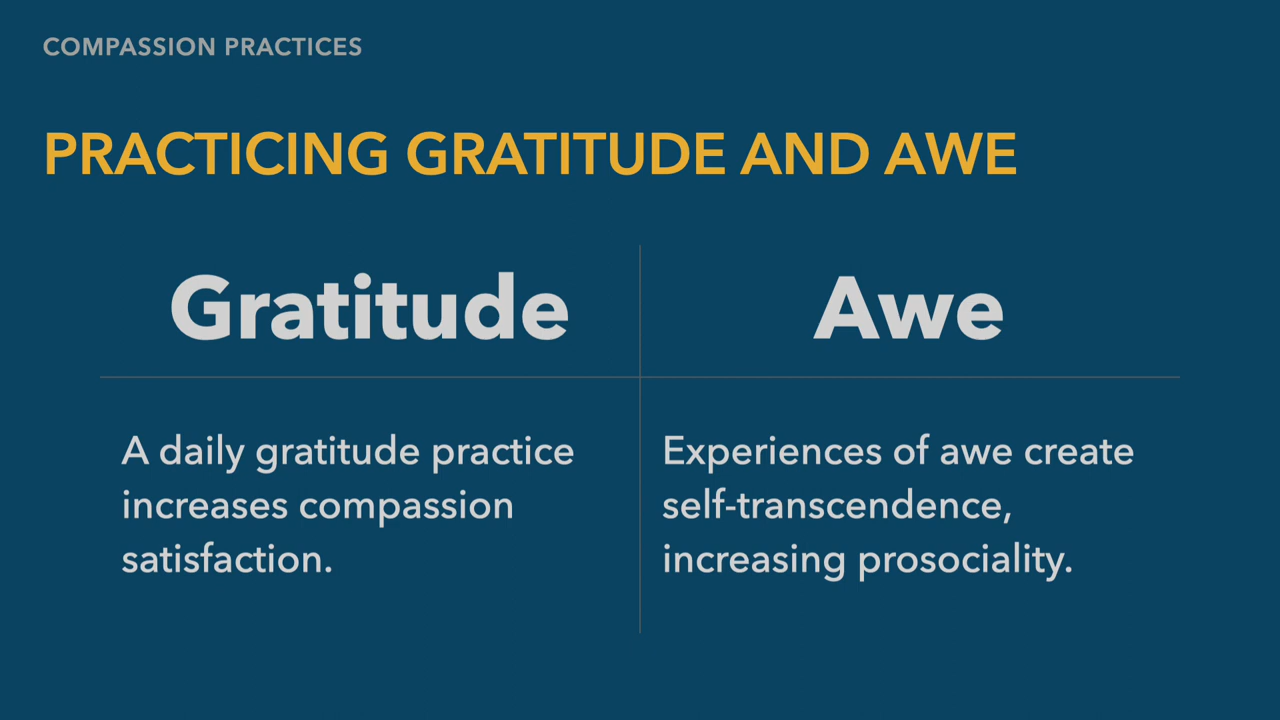 COMPASSION PRACTICES
PRACTICING GRATITUDE AND AWE
Gratitude
Awe
A daily gratitude practice
increases compassion
satisfaction.
Experiences of awe create
self-transcendence,
increasing prosociality.